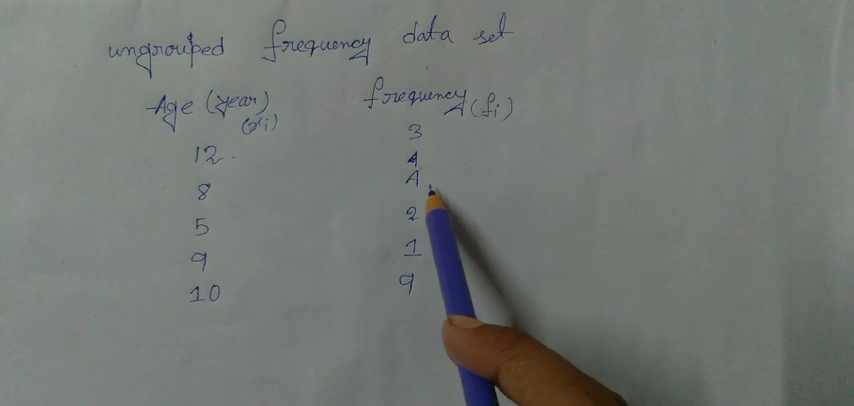 ungrouped frequency data set
Age (year) frequency (fi)
(xi)
3
12. 4
8 4
5 2
9 1
10 9